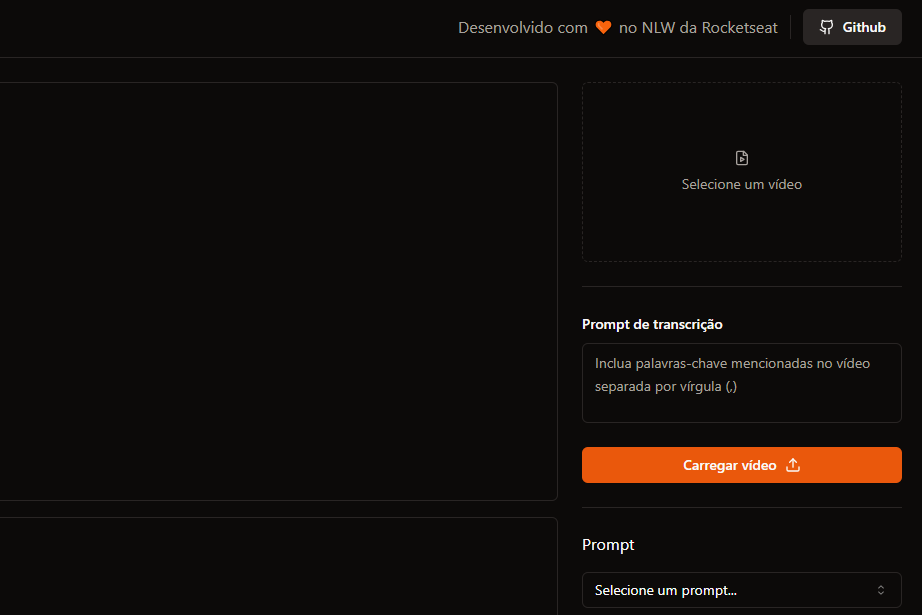 Desenvolvido com 🧡 no NLW da Rocketseat
Github
Selecione um vídeo
Prompt de transcrição
Inclua palavras-chave mencionadas no vídeo
separada por vírgula (,)
Carregar vídeo
Prompt
Selecione um prompt...